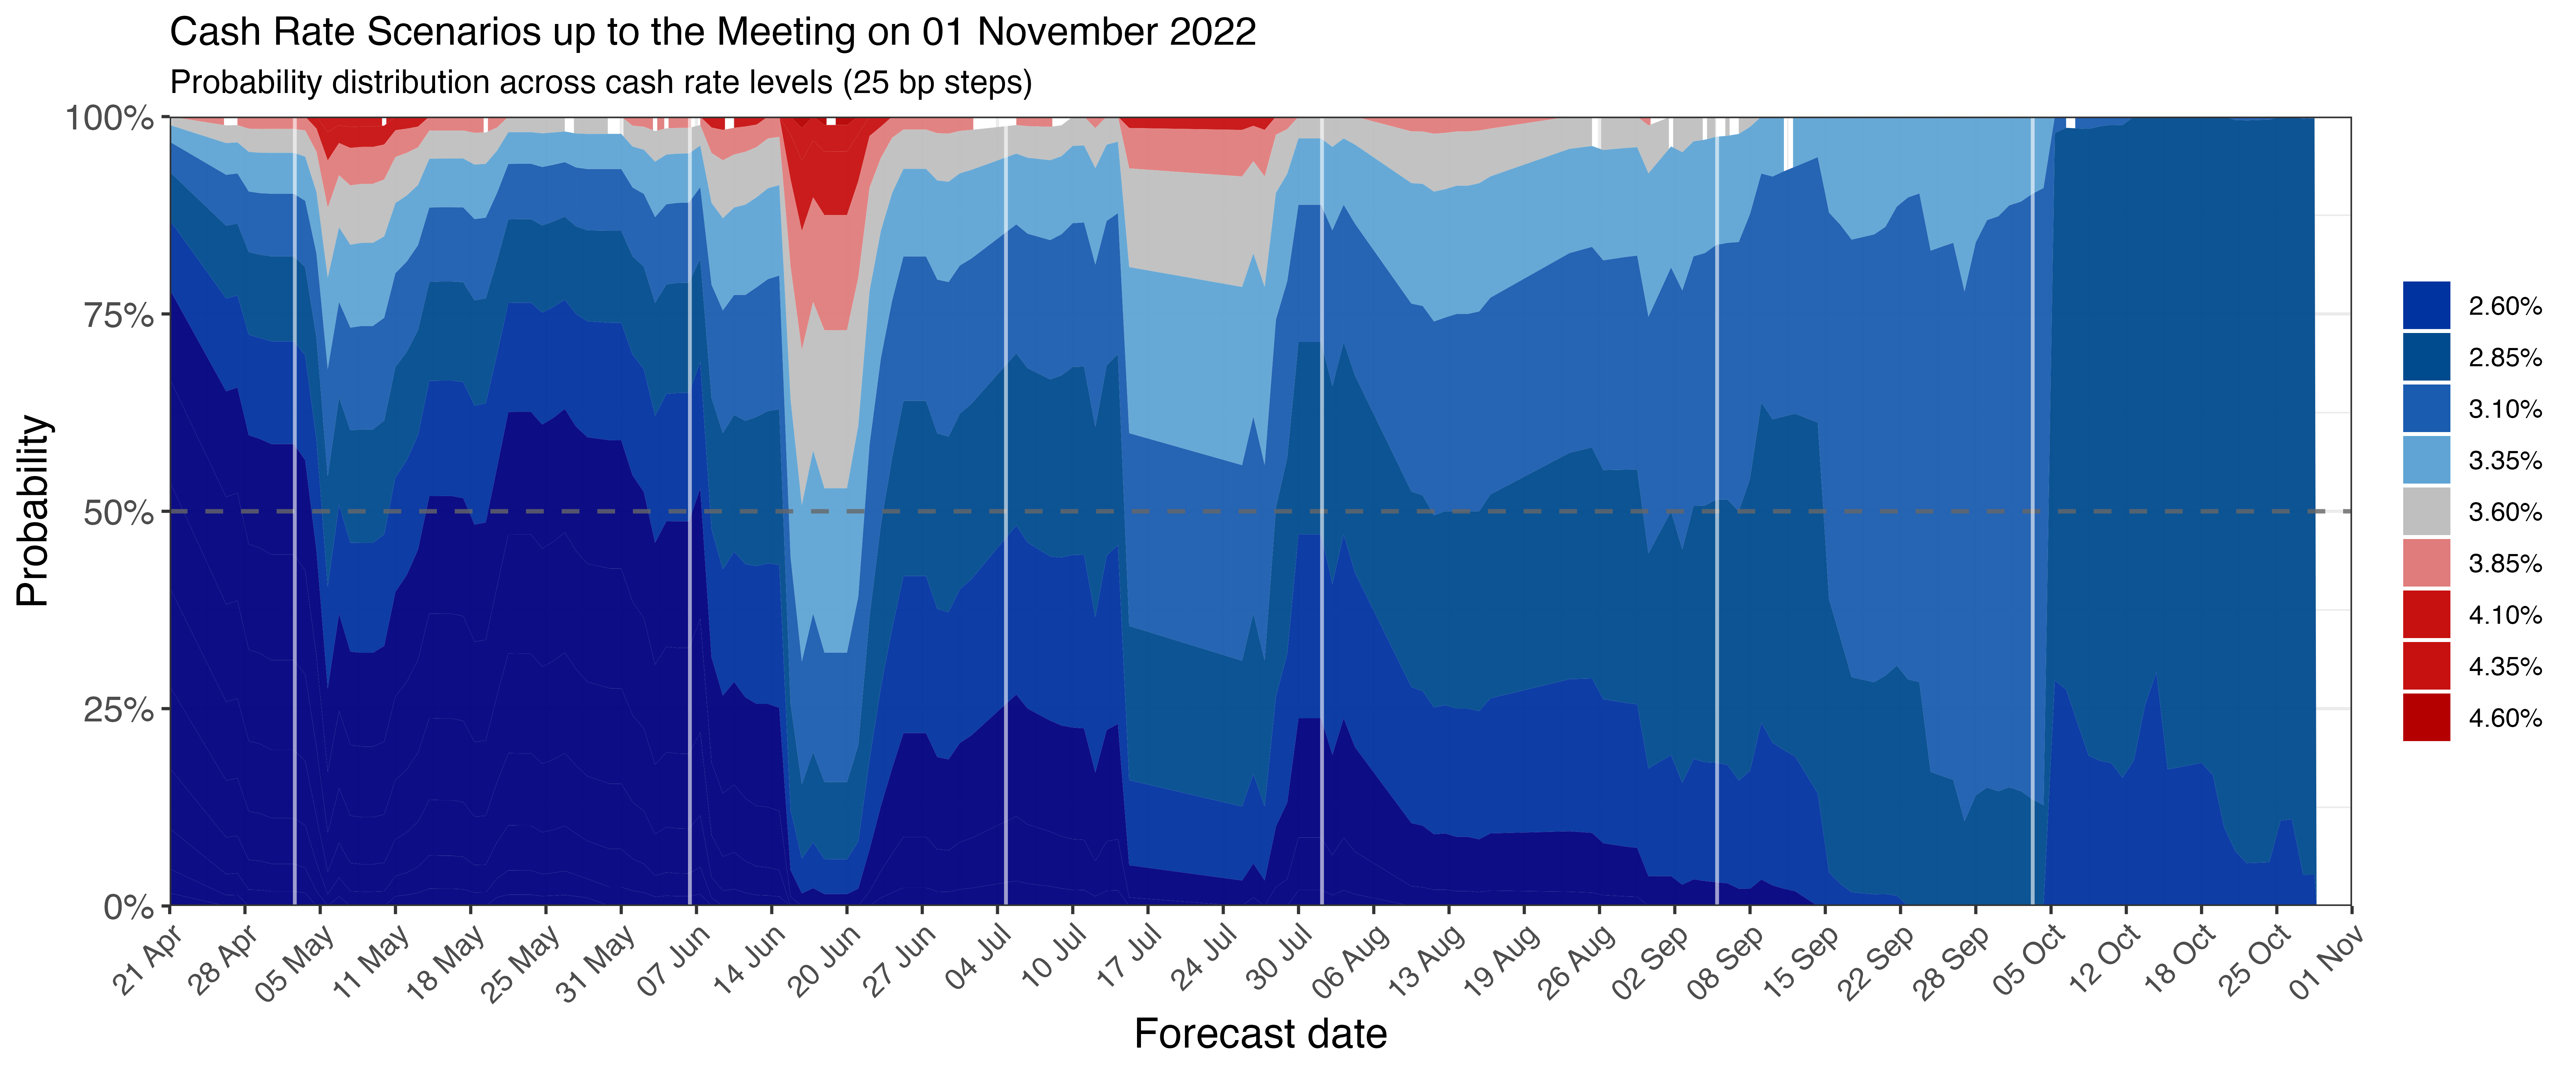 Cash Rate Scenarios up to the Meeting on 01 November 2022
Probability distribution across cash rate levels (25 bp steps)
Probability
100%
75%
50%
25%
0%
21 Apr
28 Apr
05 May
11 May
18 May
25 May
31 May
07 Jun
14 Jun
20 Jun
27 Jun
04 Jul
10 Jul
17 Jul
24 Jul
30 Jul
06 Aug
13 Aug
19 Aug
26 Aug
02 Sep
08 Sep
15 Sep
22 Sep
28 Sep
05 Oct
12 Oct
18 Oct
25 Oct
01 Nov
Forecast date
2.60%
2.85%
3.10%
3.35%
3.60%
3.85%
4.10%
4.35%
4.60%